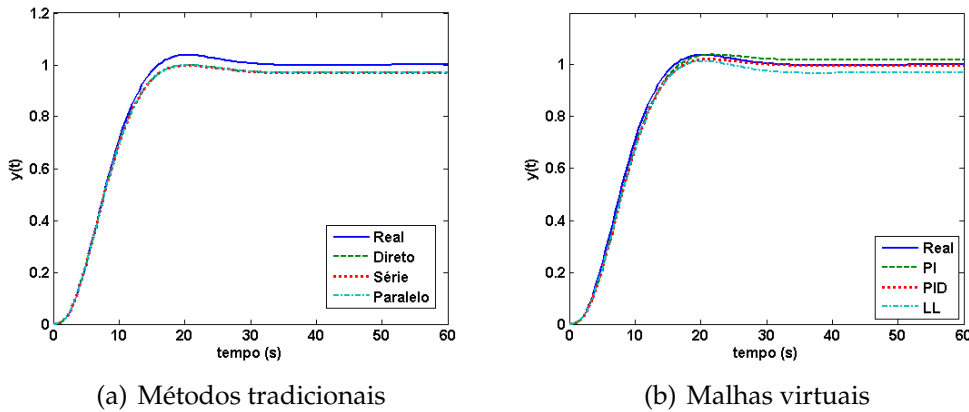 1.2
1
0.8
0.6
0.4
0.2
0
y(t)
0 10 20 30 40 50 60
tempo (s)
Real
Direto
Série
Paralelo
(a) Métodos tradicionais
1.2
1
0.8
0.6
0.4
0.2
0
y(t)
0 10 20 30 40 50 60
tempo (s)
Real
PI
PID
LL
(b) Malhas virtuais